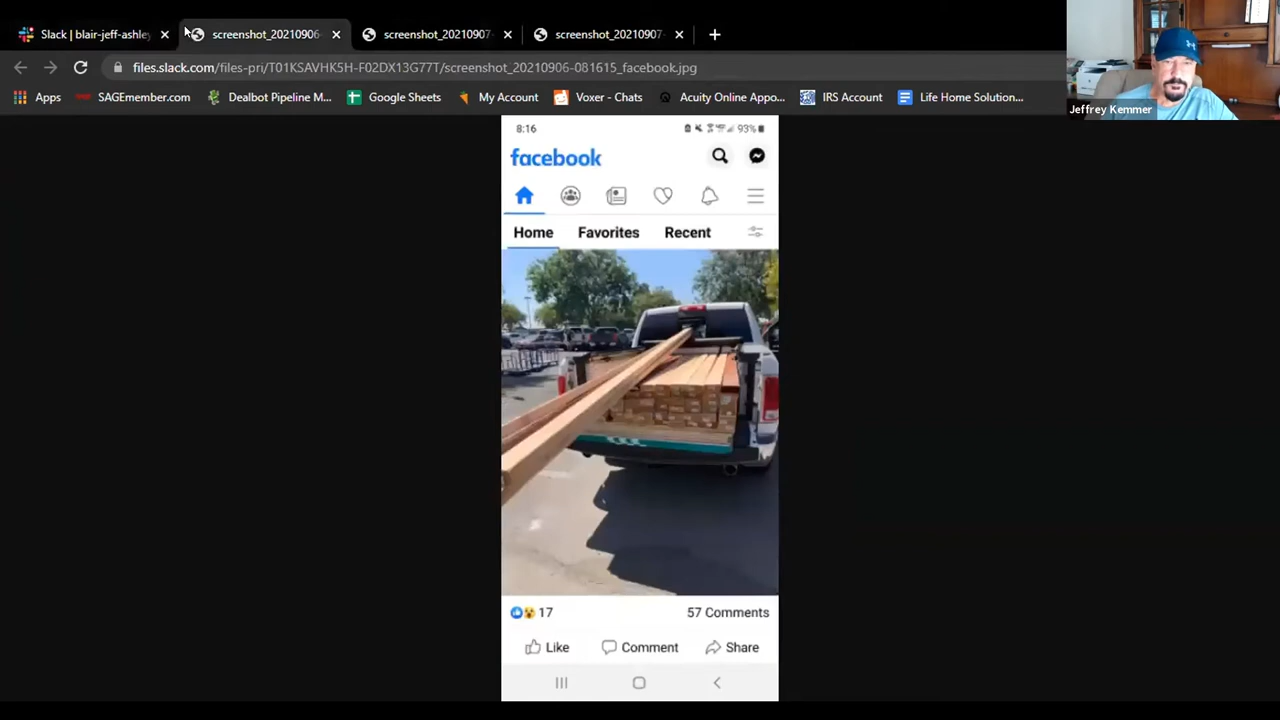 Slack | blair-jeff-ashley
screenshot_20210906-
screenshot_20210907-
screenshot_20210907-
files.slack.com/files-pri/T01KSAVHK5H-F02DX13G77T/screenshot_20210906-081615_facebook.jpg
Apps
SAGEmember.com
Dealbot Pipeline M...
Google Sheets
My Account
Voxer - Chats
Acuity Online Appo...
IRS Account
Life Home Solution...
Jeffrey Kemmer
8:16
93%
facebook
Home Favorites Recent
17
57 Comments
Like Comment Share